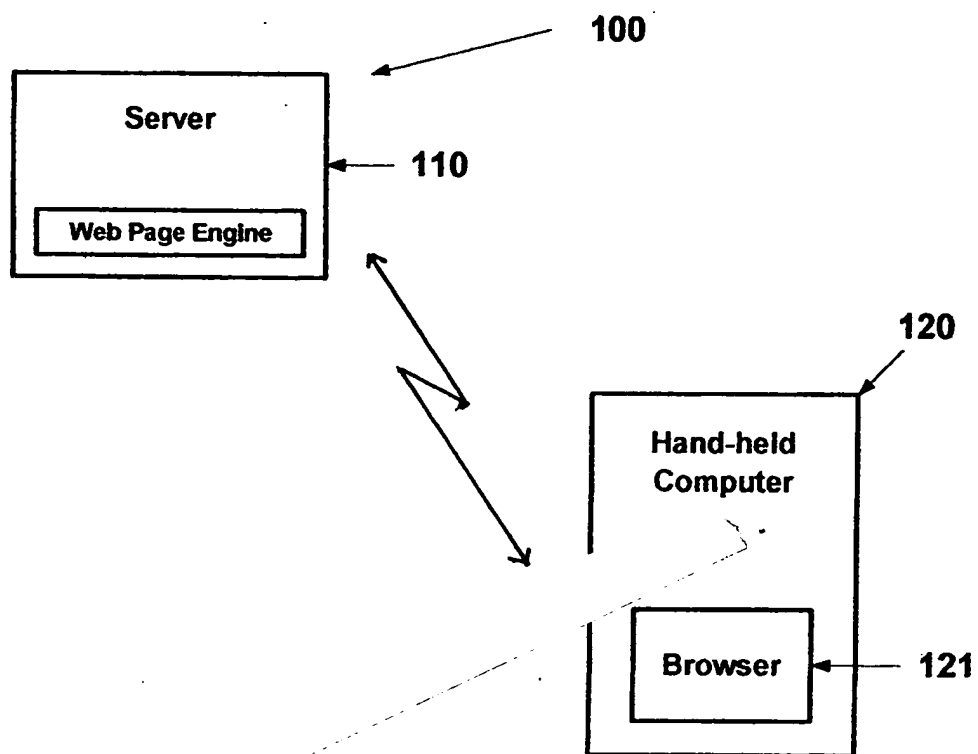 100
Server
110
Web Page Engine
120
Hand-held
Computer
Browser
121